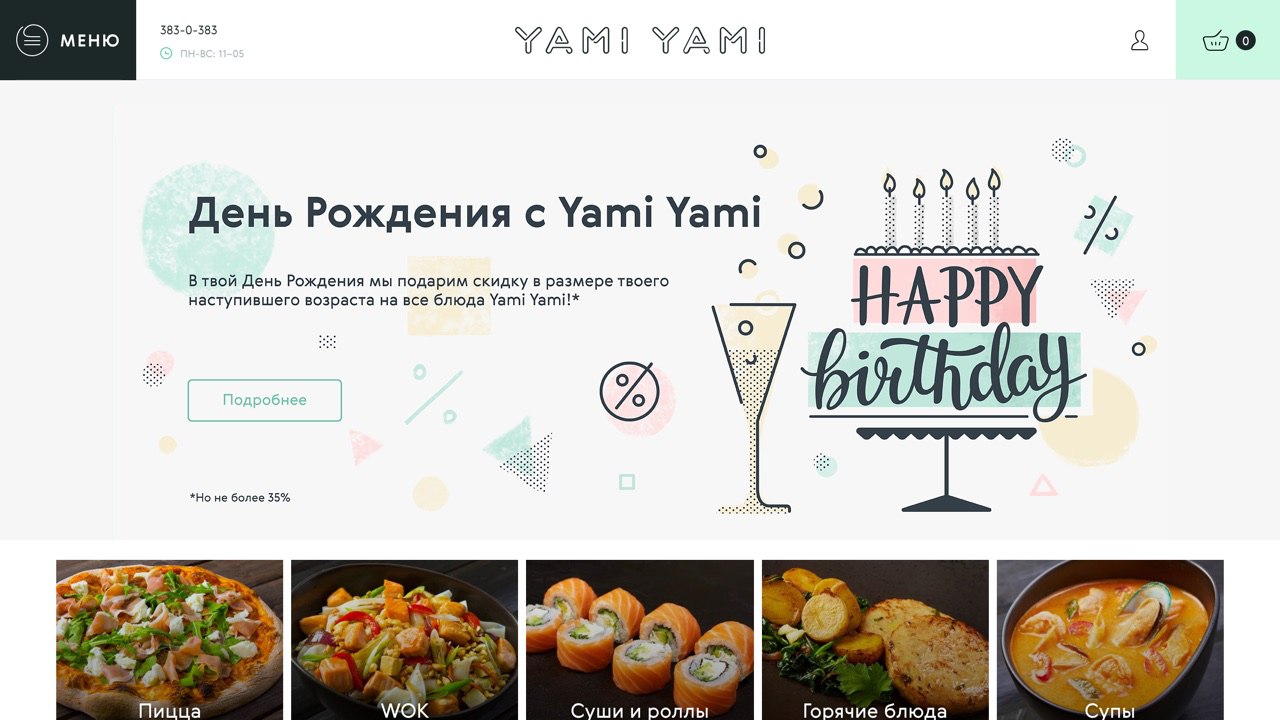 МЕНЮ
383-0-383
ПН-ВС: 11–05
YAMI YAMI
0
День Рождения с Yami Yami
В твой День Рождения мы подарим скидку в размере твоего
наступившего возраста на все блюда Yami Yami!*
Подробнее
*Но не более 35%
HAPPY
birthday
Пицца
WOK
Суши и роллы
Горячие блюда
Супы